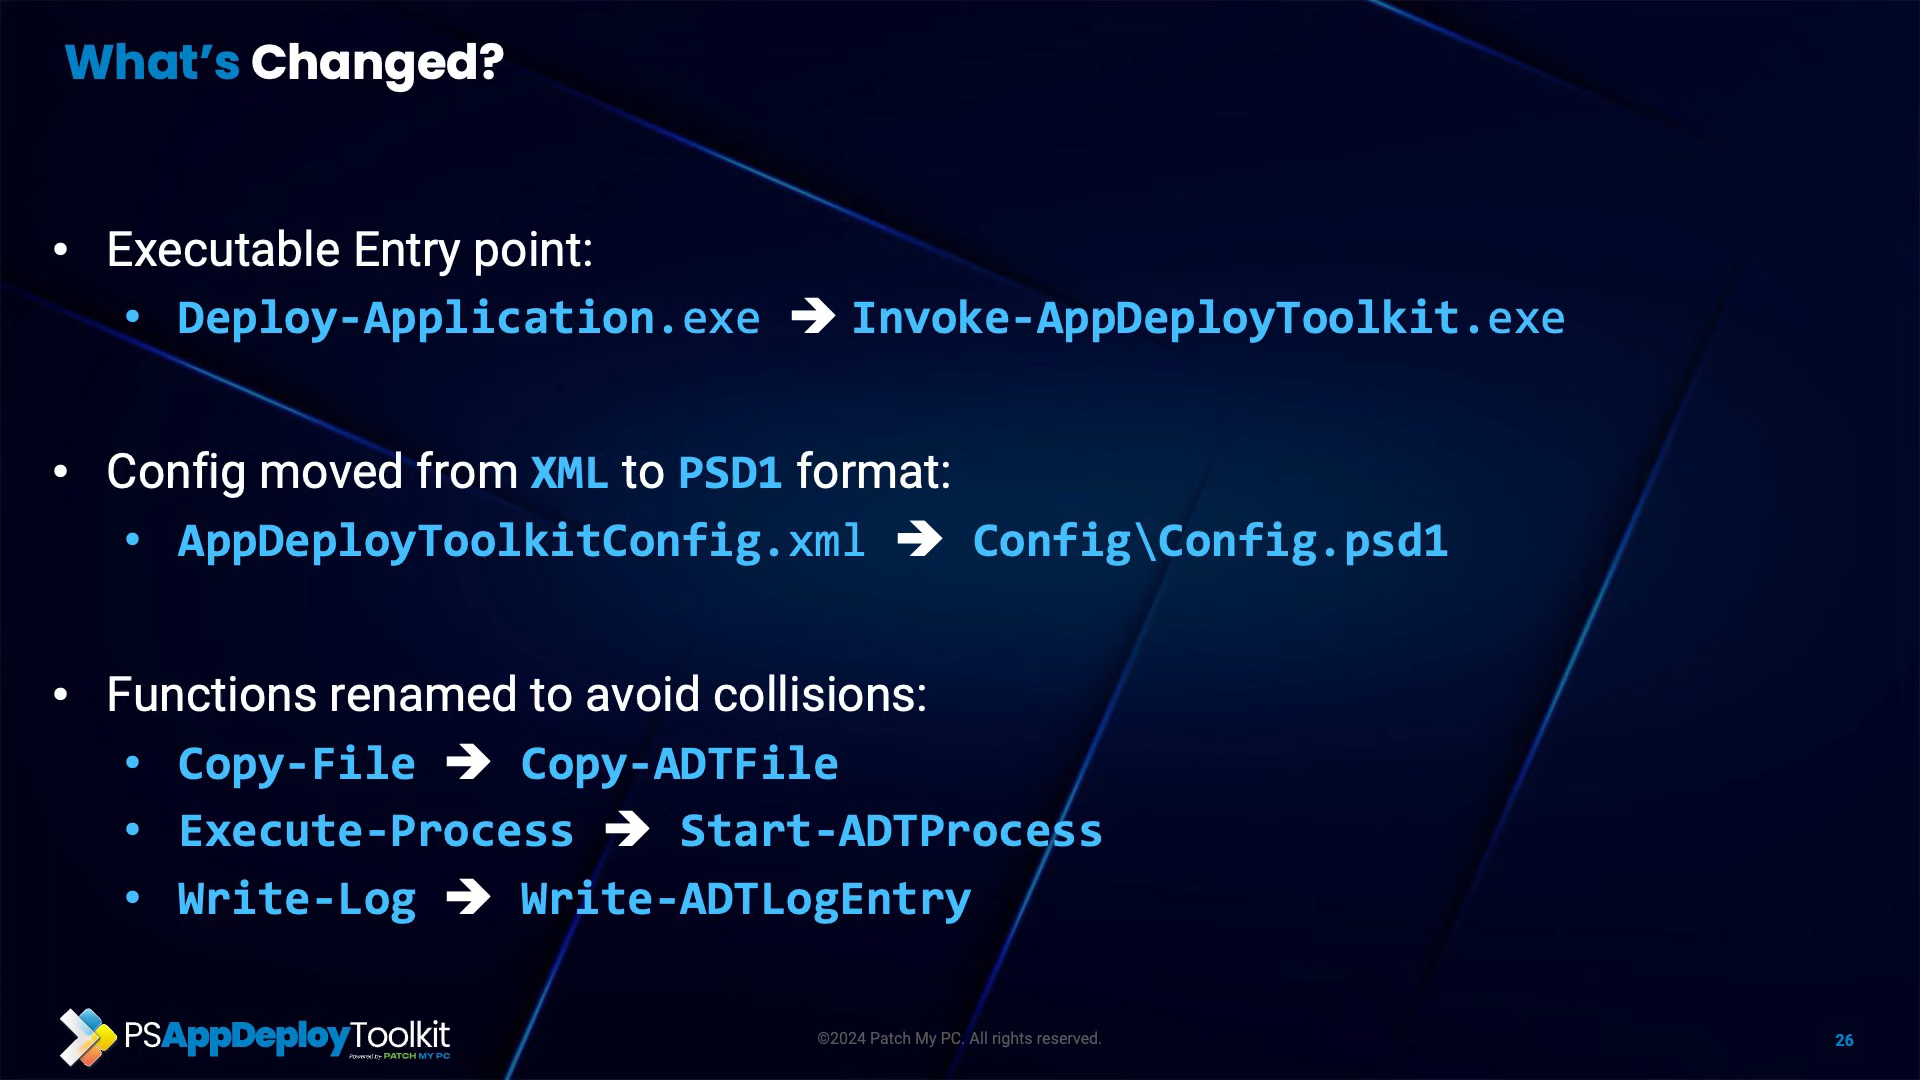 What’s Changed?
• Executable Entry point:
• Deploy-Application.exe ➔ Invoke-AppDeployToolkit.exe
• Config moved from XML to PSD1 format:
• AppDeployToolkitConfig.xml ➔ Config\Config.psd1
• Functions renamed to avoid collisions:
• Copy-File ➔ Copy-ADTFile
• Execute-Process ➔ Start-ADTProcess
• Write-Log ➔ Write-ADTLogEntry
PSAppDeployToolkit
Powered by PATCH MY PC
©2024 Patch My PC. All rights reserved.
26